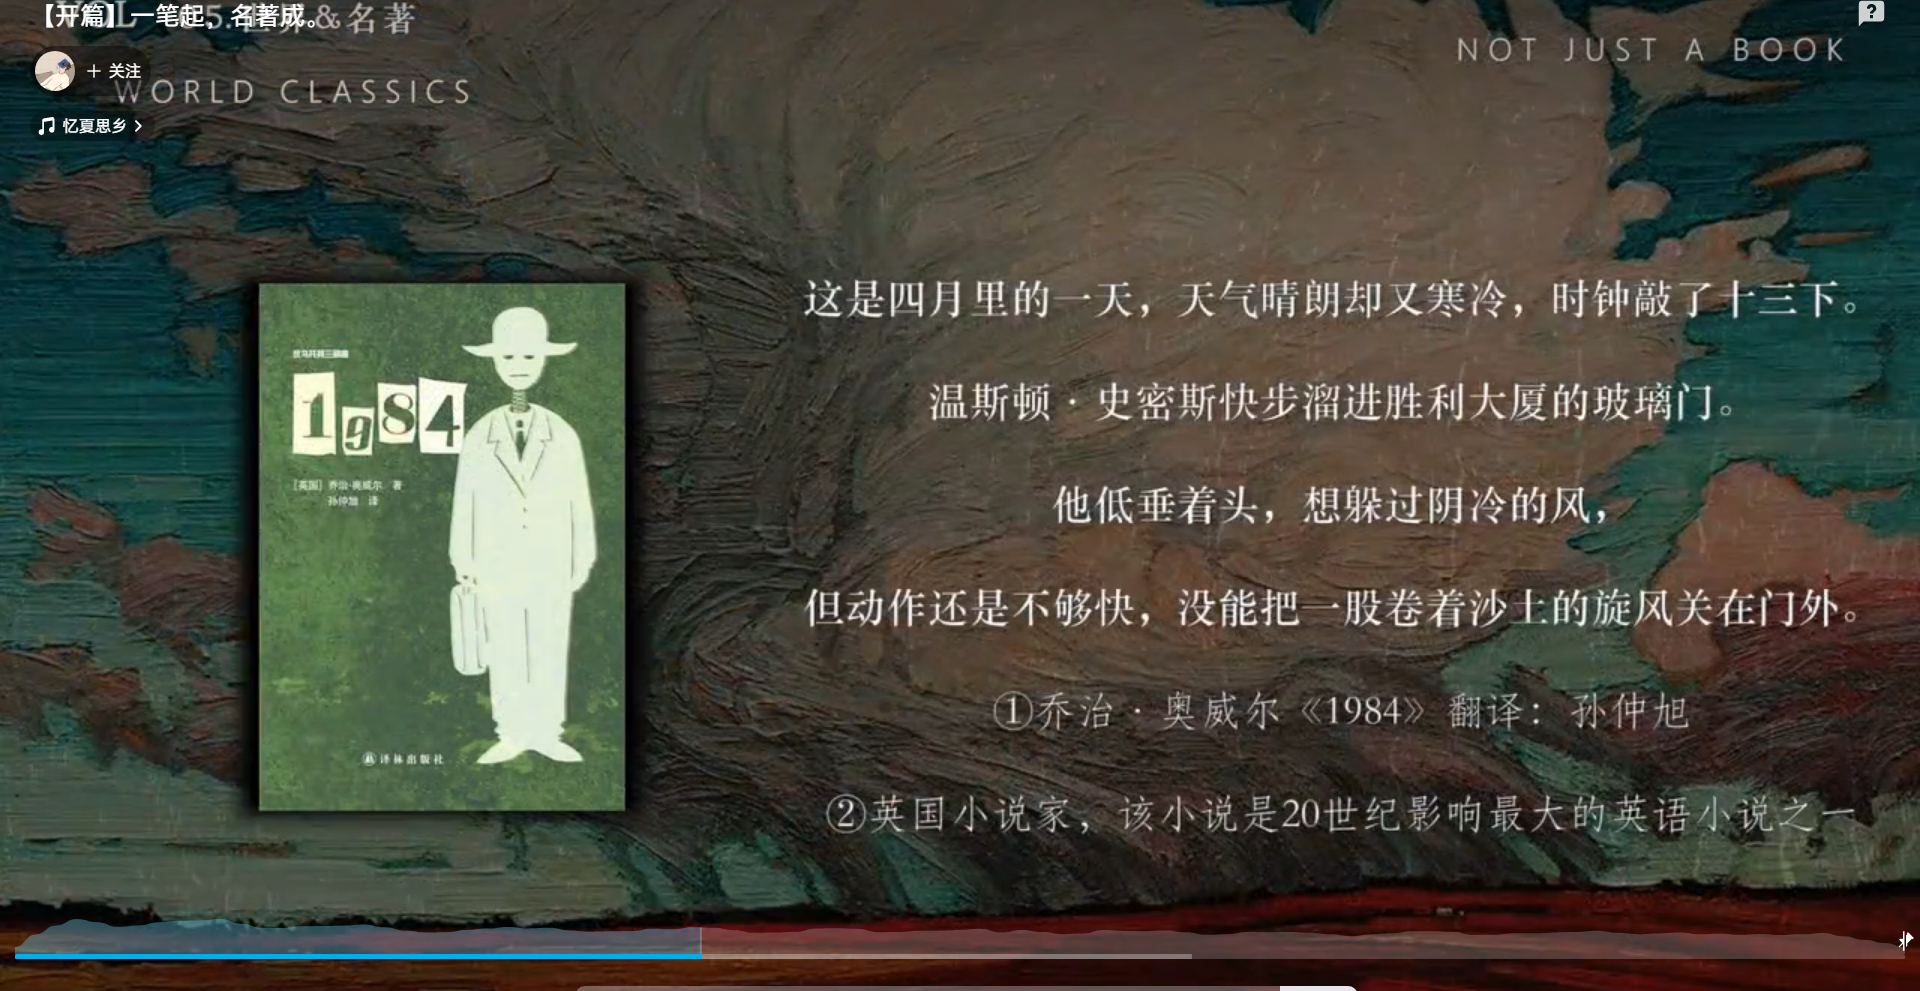 【开篇】一笔起，名著成。
&名著
NOT JUST A BOOK
+ 关注
WORLD CLASSICS
忆夏思乡 >
反乌托邦三部曲
1984
［英国］乔治·奥威尔 著
孙仲旭 译
译林出版社
这是四月里的一天，天气晴朗却又寒冷，时钟敲了十三下。
温斯顿·史密斯快步溜进胜利大厦的玻璃门。
他低垂着头，想躲过阴冷的风，
但动作还是不够快，没能把一股卷着沙土的旋风关在门外。
①乔治·奥威尔《1984》翻译：孙仲旭
②英国小说家，该小说是20世纪影响最大的英语小说之一